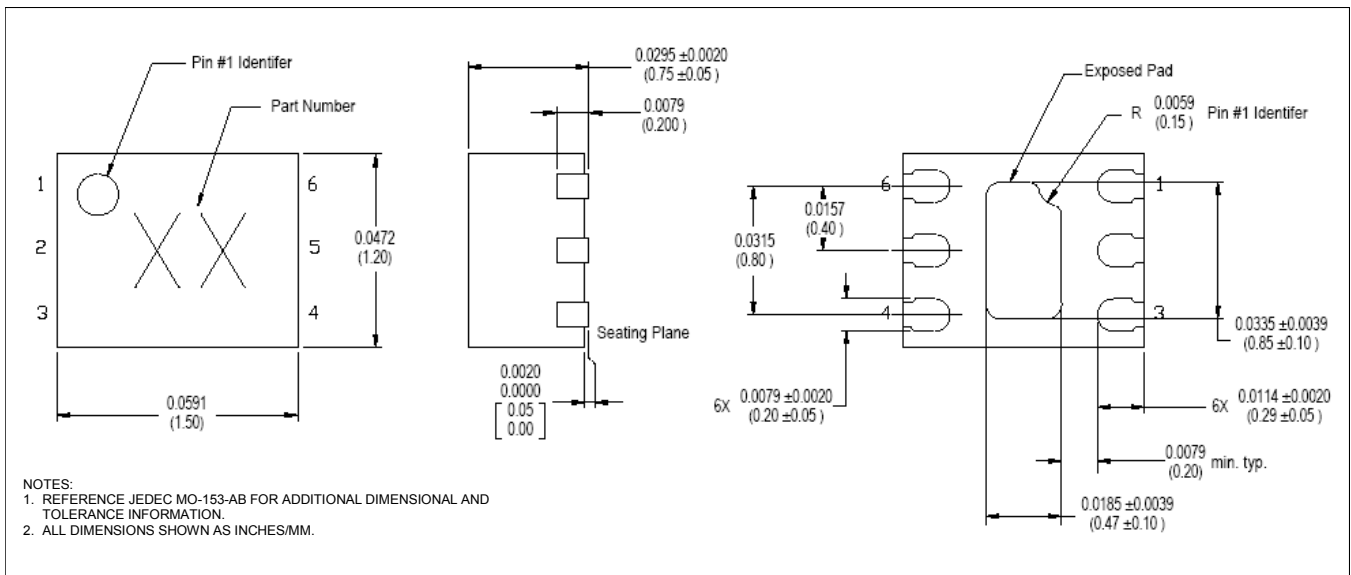 Pin #1 Identifer
Part Number
1
2
3
6
5
4
0.0472
(1.20)
0.0591
(1.50)
0.0295 ±0.0020
(0.75 ±0.05 )
0.0079
(0.200 )
Seating Plane
0.0020
0.0000
[ 0.05 ]
[ 0.00 ]
Exposed Pad
R 0.0059 Pin #1 Identifer
(0.15 )
6
4
1
3
0.0157
(0.40 )
0.0315
(0.80 )
6X 0.0079 ±0.0020
(0.20 ±0.05 )
0.0335 ±0.0039
(0.85 ±0.10 )
6X 0.0114 ±0.0020
(0.29 ±0.05 )
0.0079 min. typ.
(0.20)
0.0185 ±0.0039
(0.47 ±0.10 )
XX
NOTES:
1. REFERENCE JEDEC MO-153-AB FOR ADDITIONAL DIMENSIONAL AND
TOLERANCE INFORMATION.
2. ALL DIMENSIONS SHOWN AS INCHES/MM.